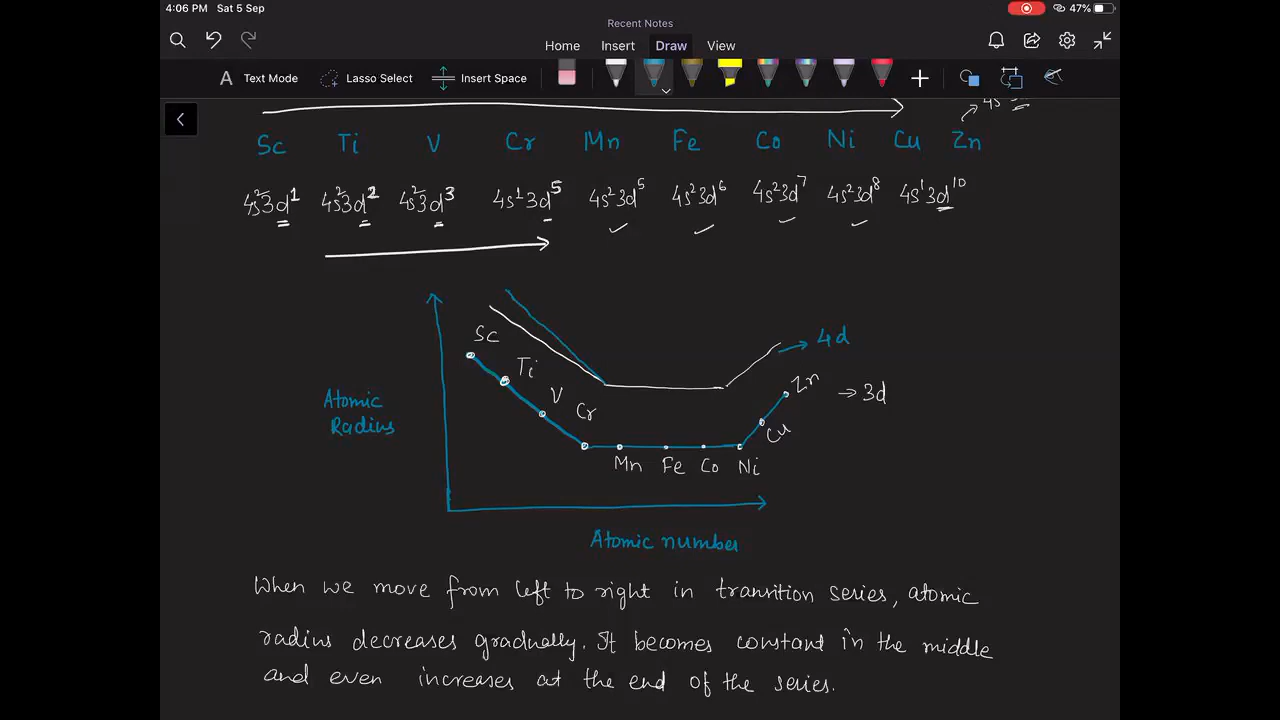 4:06 PM Sat 5 Sep
47%
Recent Notes
Home Insert Draw View
A Text Mode Lasso Select Insert Space
Sc Ti V Cr Mn Fe Co Ni Cu Zn
4s²3d¹ 4s²3d² 4s²3d³ 4s¹3d⁵ 4s²3d⁵ 4s²3d⁶ 4s²3d⁷ 4s²3d⁸ 4s¹3d¹⁰
Sc
Ti
V
Cr
Mn Fe Co Ni
Cu
Zn
→ 4d
→ 3d
Atomic
Radius
Atomic number
When we move from left to right in transition series, atomic
radius decreases gradually. It becomes constant in the middle
and even increases at the end of the series.